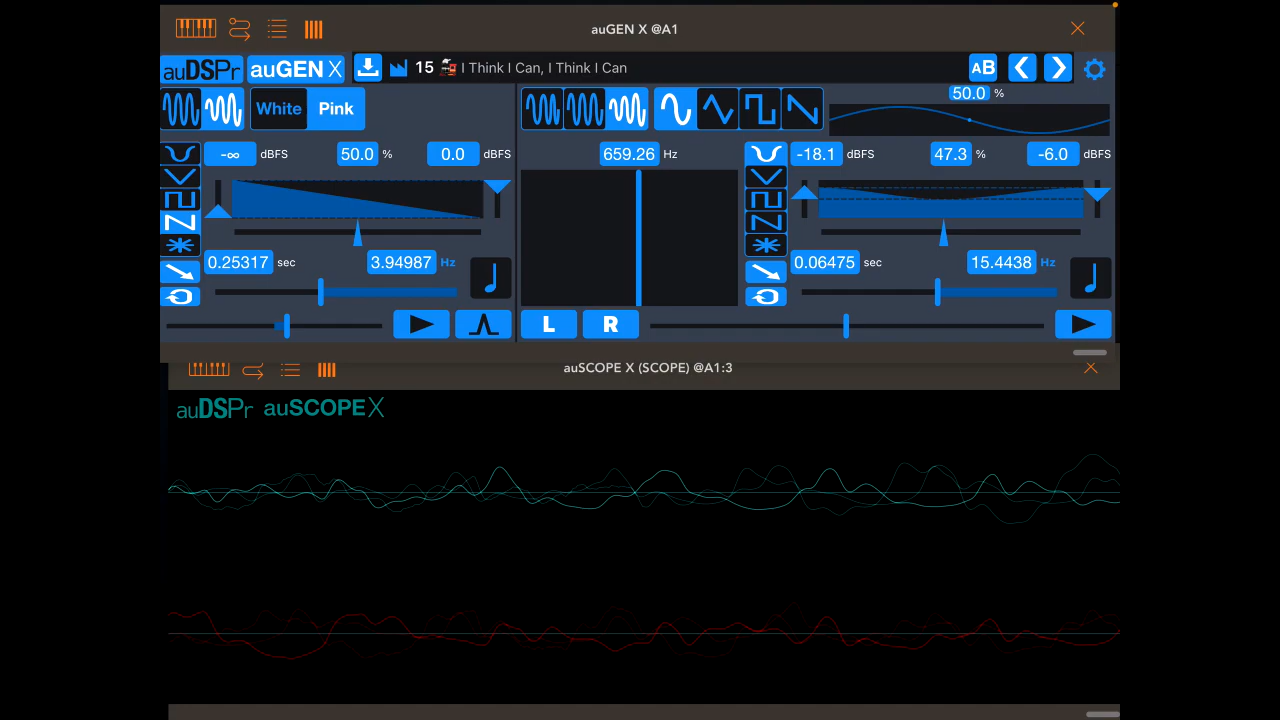 auGEN X @A1
auDSPr auGEN X 15 I Think I Can, I Think I Can AB
50.0 %
White Pink
-∞ dBFS 50.0 % 0.0 dBFS 659.26 Hz -18.1 dBFS 47.3 % -6.0 dBFS
0.25317 sec 3.94987 Hz 0.06475 sec 15.4438 Hz
L R
auSCOPE X (SCOPE) @A1:3
auDSPr auSCOPE X